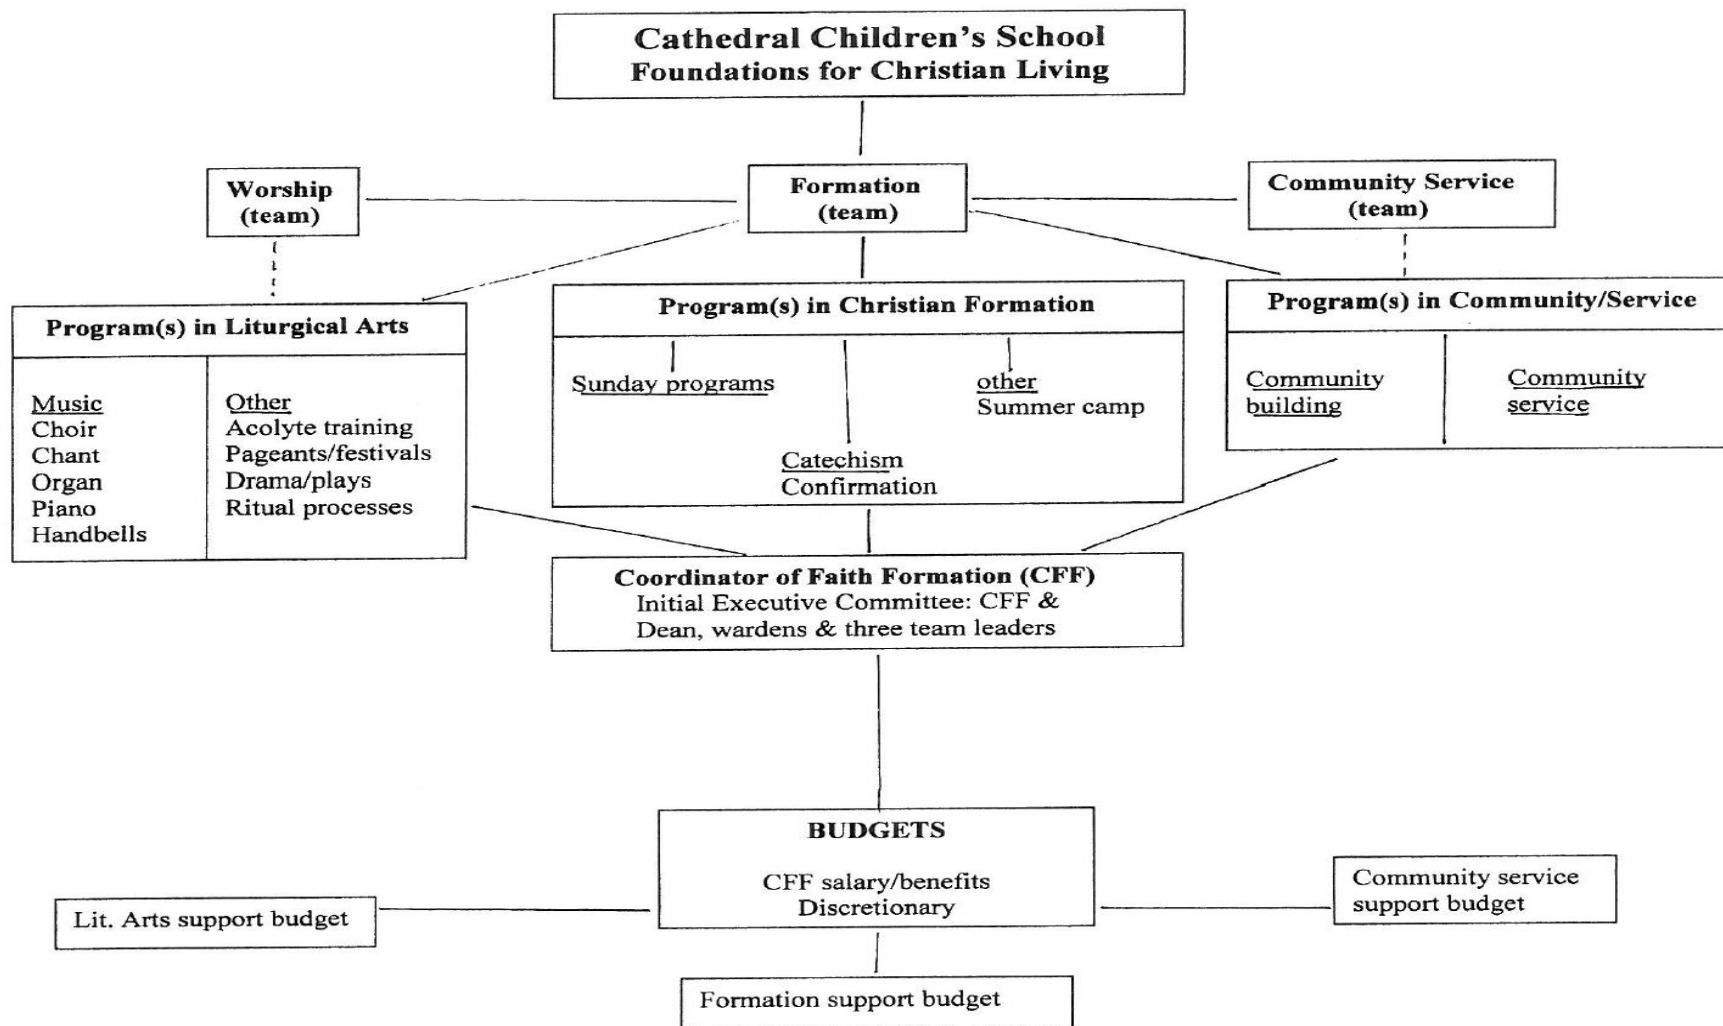 Cathedral Children's School
Foundations for Christian Living
Worship
(team)
Formation
(team)
Community Service
(team)
Program(s) in Liturgical Arts
Music
Choir
Chant
Organ
Piano
Handbells
Other
Acolyte training
Pageants/festivals
Drama/plays
Ritual processes
Program(s) in Christian Formation
Sunday programs
other
Summer camp
Catechism
Confirmation
Program(s) in Community/Service
Community
building
Community
service
Coordinator of Faith Formation (CFF)
Initial Executive Committee: CFF &
Dean, wardens & three team leaders
BUDGETS
CFF salary/benefits
Discretionary
Lit. Arts support budget
Community service
support budget
Formation support budget